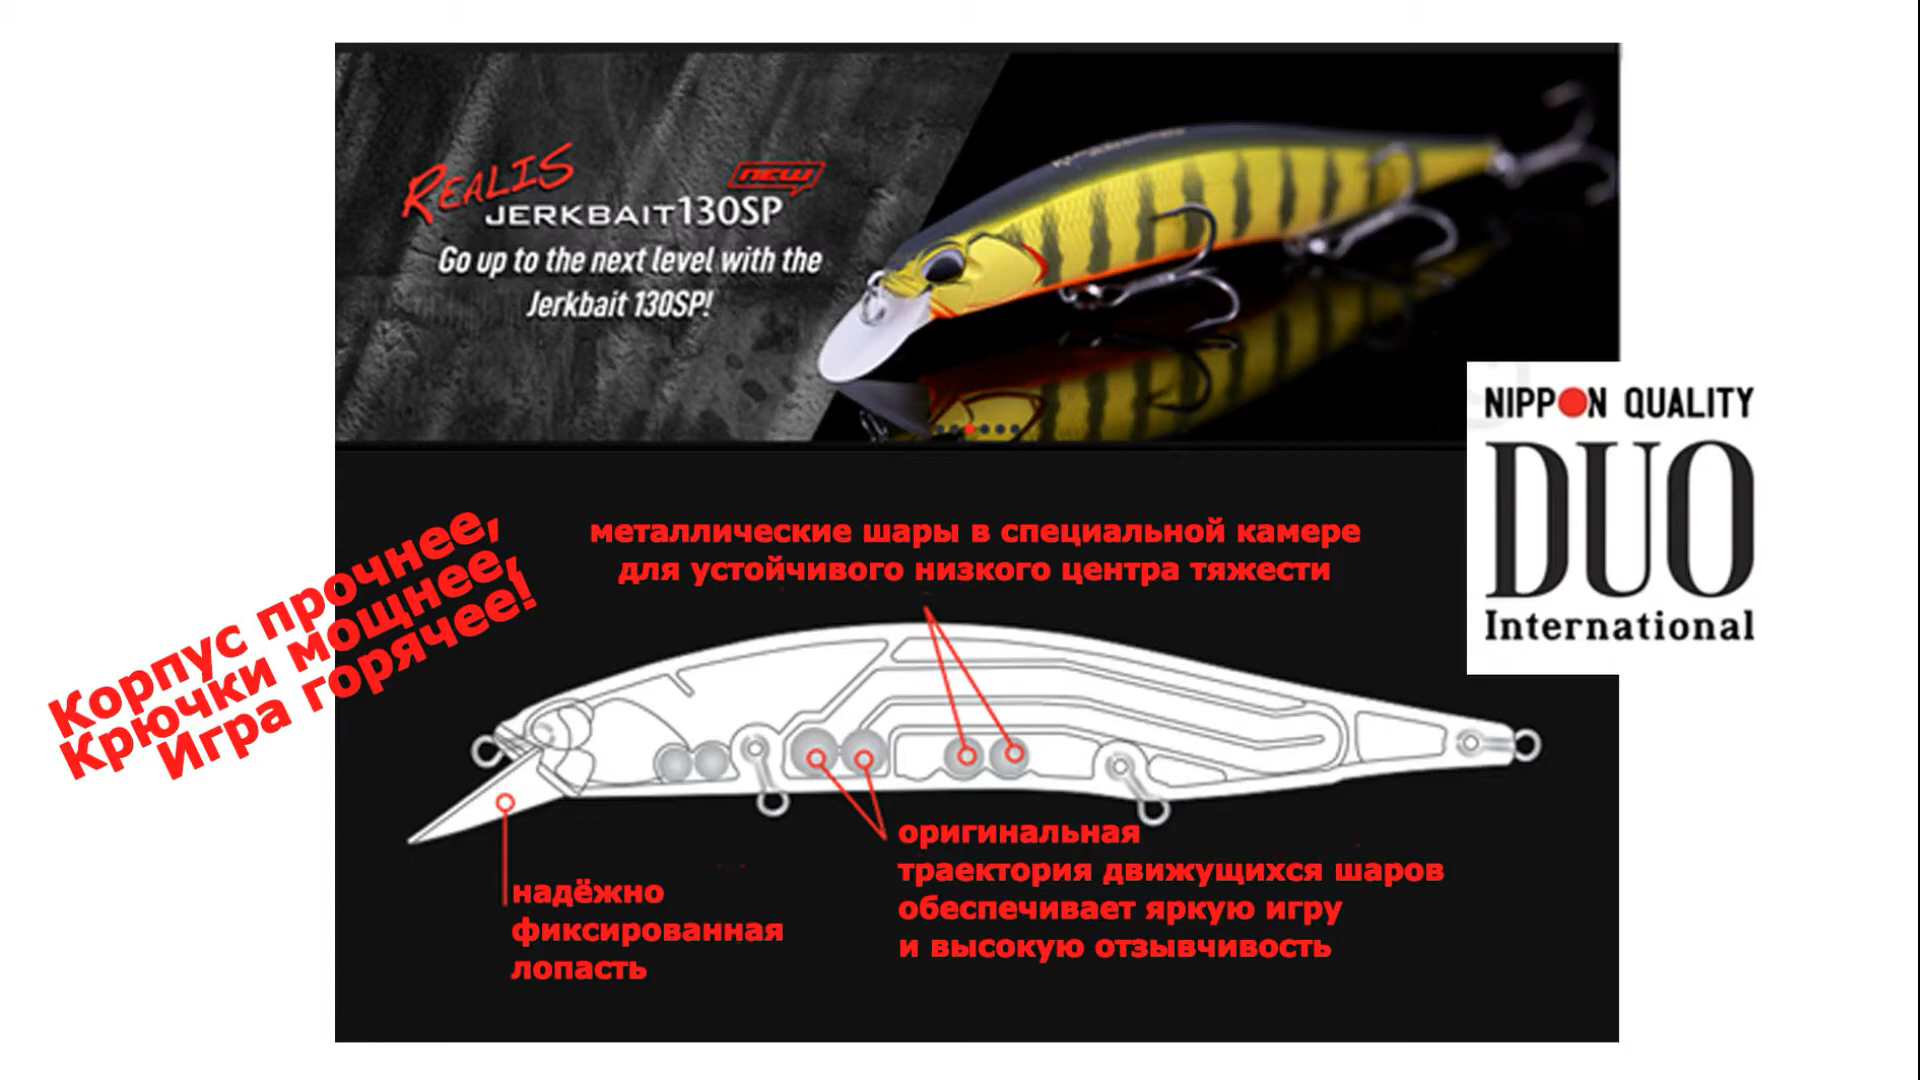 REALIS
NEW
JERKBAIT130SP
Go up to the next level with the
Jerkbait 130SP!
NIPPON QUALITY
DUO
International
металлические шары в специальной камере
для устойчивого низкого центра тяжести
Корпус прочнее,
Крючки мощнее,
Игра горячее!
оригинальная
траектория движущихся шаров
обеспечивает яркую игру
и высокую отзывчивость
надёжно
фиксированная
лопасть